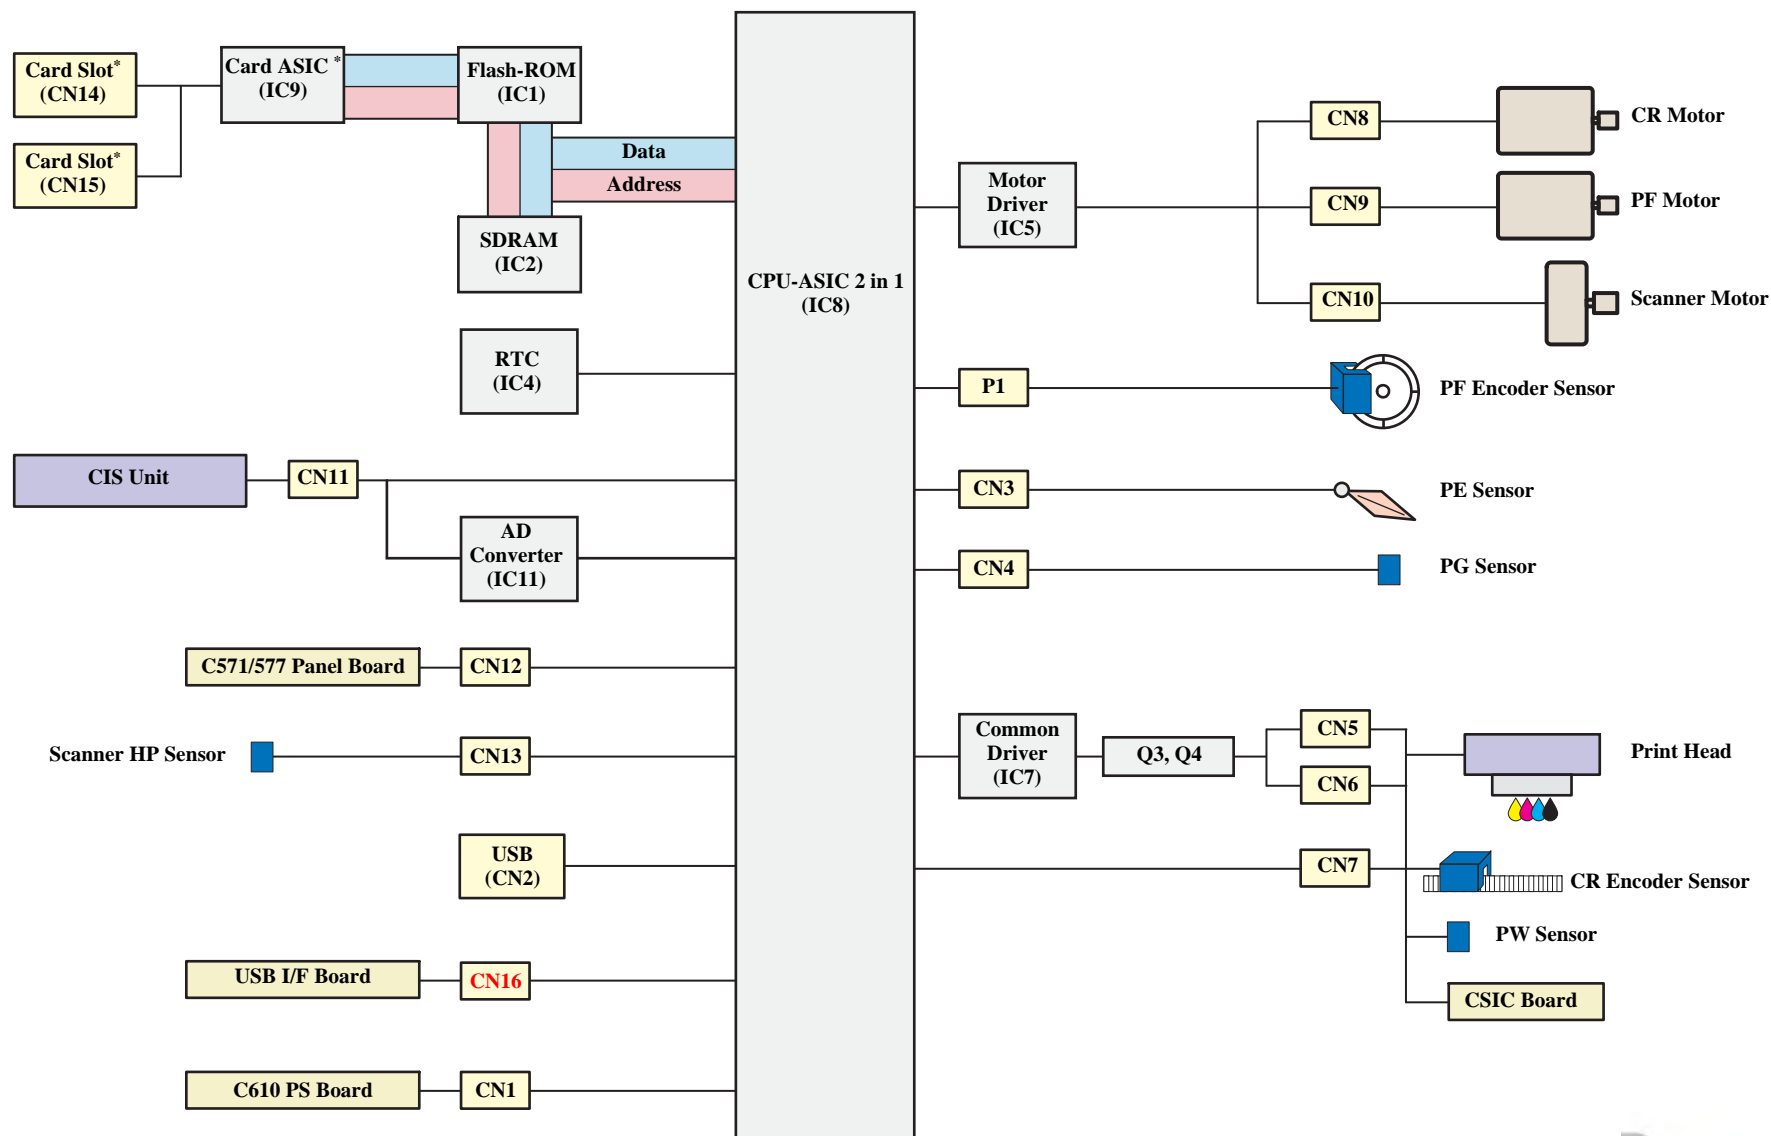 Card Slot*
(CN14)
Card ASIC *
(IC9)
Flash-ROM
(IC1)
Card Slot*
(CN15)
Data
Address
SDRAM
(IC2)
RTC
(IC4)
CIS Unit
CN11
AD
Converter
(IC11)
C571/577 Panel Board
CN12
Scanner HP Sensor
CN13
USB
(CN2)
USB I/F Board
CN16
C610 PS Board
CN1
CPU-ASIC 2 in 1
(IC8)
Motor
Driver
(IC5)
CN8
CR Motor
CN9
PF Motor
CN10
Scanner Motor
P1
PF Encoder Sensor
CN3
PE Sensor
CN4
PG Sensor
Common
Driver
(IC7)
Q3, Q4
CN5
CN6
Print Head
CN7
CR Encoder Sensor
PW Sensor
CSIC Board